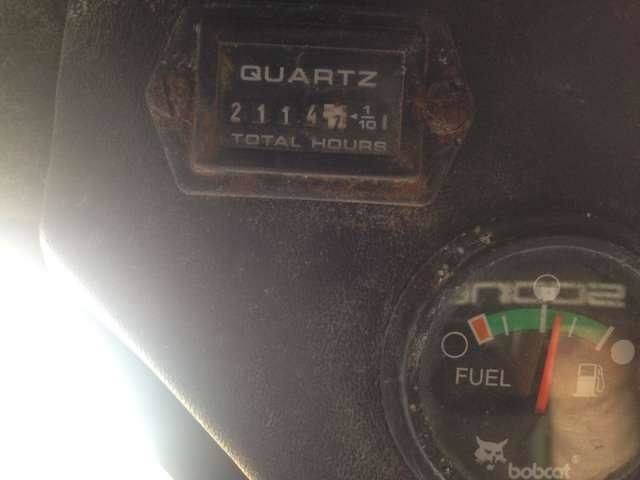 QUARTZ
2114 1/10
TOTAL HOURS
FUEL
bobcat